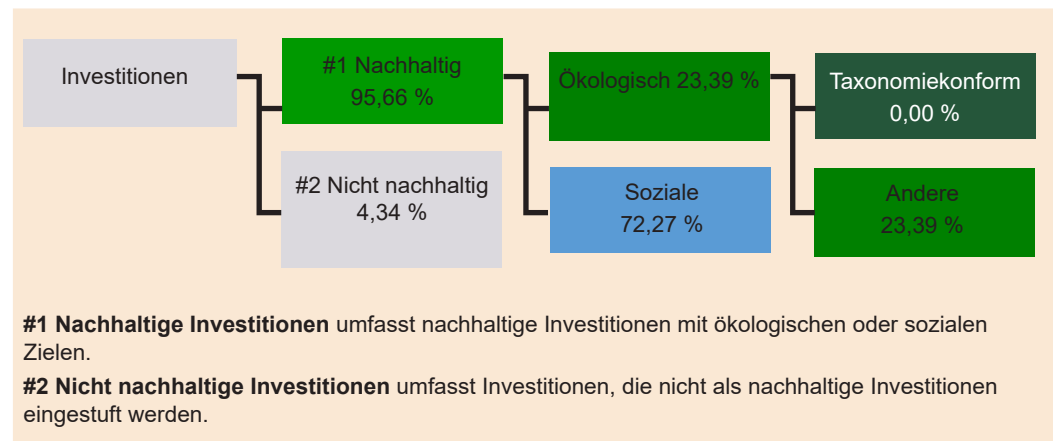 Investitionen
#1 Nachhaltig
95,66 %
#2 Nicht nachhaltig
4,34 %
Ökologisch 23,39 %
Soziale
72,27 %
Taxonomiekonform
0,00 %
Andere
23,39 %
#1 Nachhaltige Investitionen umfasst nachhaltige Investitionen mit ökologischen oder sozialen
Zielen.
#2 Nicht nachhaltige Investitionen umfasst Investitionen, die nicht als nachhaltige Investitionen
eingestuft werden.